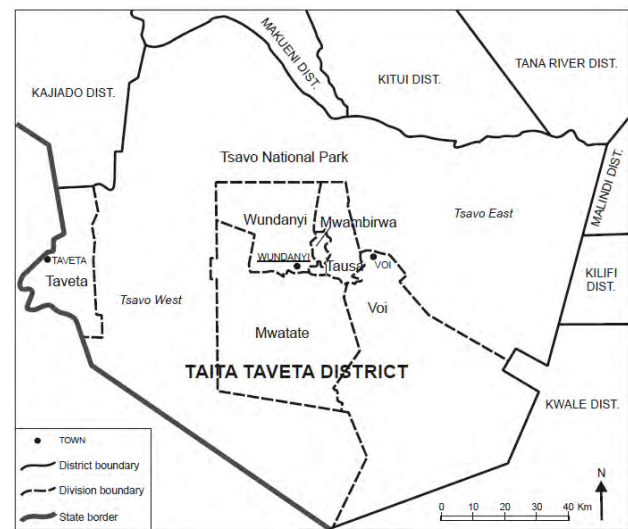 MAKUENI DIST.
TANA RIVER DIST.
KITUI DIST.
KAJIADO DIST.
MALINDI DIST.
Tsavo National Park
Wundanyi
Mwambirwa
Tsavo East
TAVETA
WUNDANYI
Tausa
VOI
Taveta
KILIFI
DIST.
Tsavo West
Voi
Mwatate
TAITA TAVETA DISTRICT
KWALE DIST.
TOWN
District boundary
Division boundary
State border
N
0 10 20 30 40 Km